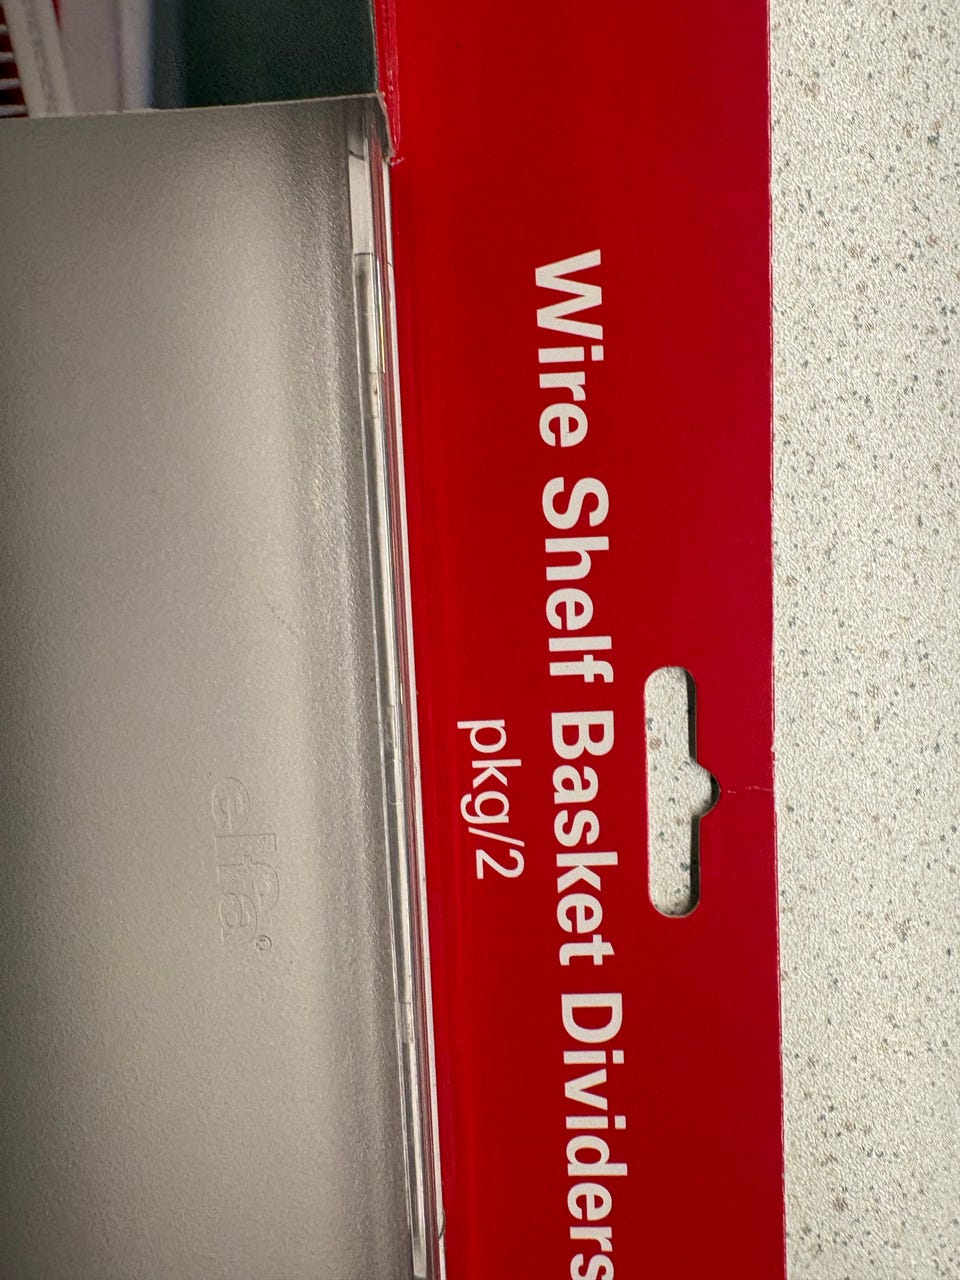 Wire Shelf Basket Dividers
pkg/2
elfa®